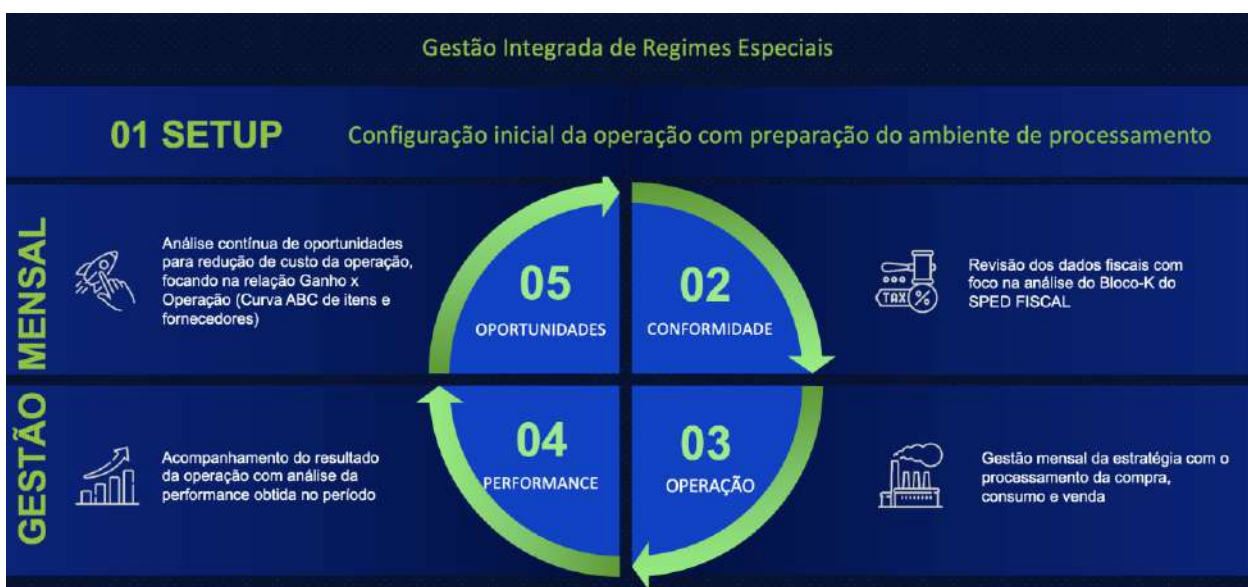 Gestão Integrada de Regimes Especiais
01 SETUP
Configuração inicial da operação com preparação do ambiente de processamento
GESTÃO MENSAL
Análise contínua de oportunidades
para redução de custo da operação,
focando na relação Ganho x
Operação (Curva ABC de itens e
fornecedores)
05
OPORTUNIDADES
02
CONFORMIDADE
TAX %
Revisão dos dados fiscais com
foco na análise do Bloco-K do
SPED FISCAL
Acompanhamento do resultado
da operação com análise da
performance obtida no período
04
PERFORMANCE
03
OPERAÇÃO
Gestão mensal da estratégia com o
processamento da compra,
consumo e venda